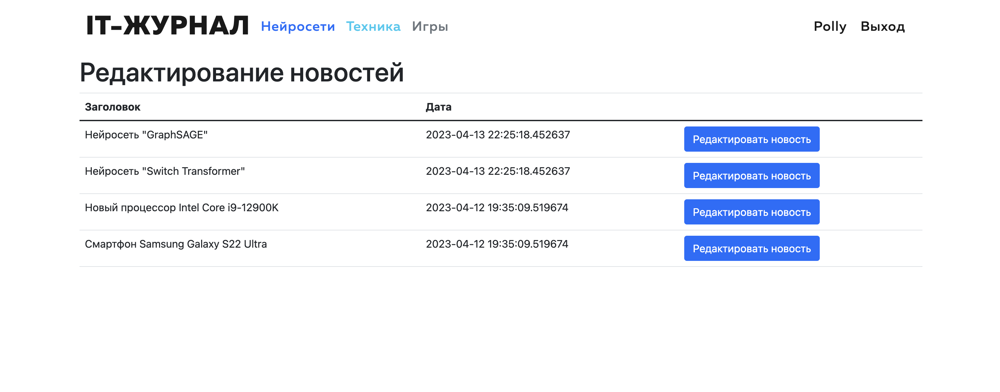 IT-ЖУРНАЛ Нейросети Техника Игры Polly Выход
Редактирование новостей
Заголовок Дата
Нейросеть "GraphSAGE" 2023-04-13 22:25:18.452637 Редактировать новость
Нейросеть "Switch Transformer" 2023-04-13 22:25:18.452637 Редактировать новость
Новый процессор Intel Core i9-12900K 2023-04-12 19:35:09.519674 Редактировать новость
Смартфон Samsung Galaxy S22 Ultra 2023-04-12 19:35:09.519674 Редактировать новость